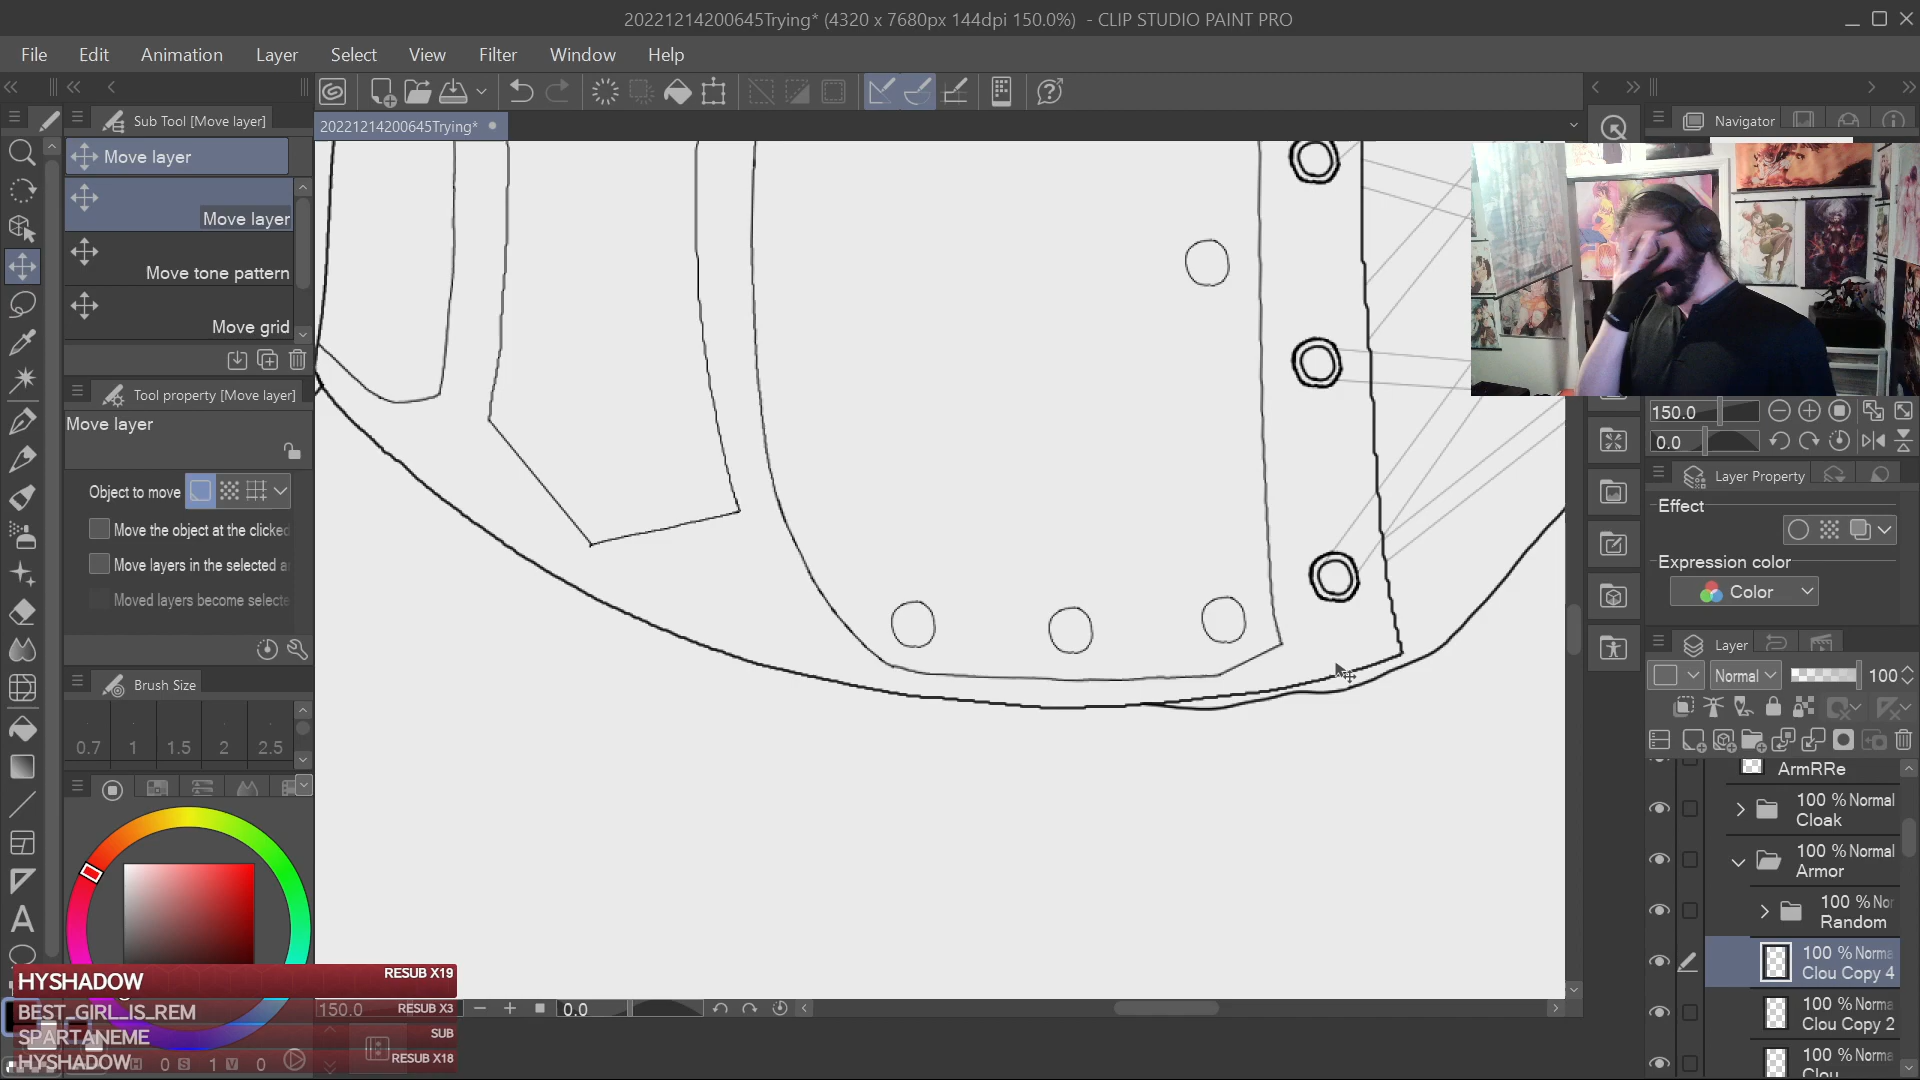 20221214200645Trying* (4320 x 7680px 144dpi 150.0%) - CLIP STUDIO PAINT PRO
File Edit Animation Layer Select View Filter Window Help
Sub Tool [Move layer]
20221214200645Trying*
Navigator
Move layer
Move layer
Move tone pattern
Move grid
Tool property [Move layer]
Move layer
Object to move
Move the object at the clicked
Move layers in the selected a
Moved layers become selecte
Brush Size
0.7 1 1.5 2 2.5
150.0
0.0
Layer Property
Effect
Expression color
Color
Layer
Normal 100
ArmRRe
100 % Normal
Cloak
100 % Normal
Armor
100 % Nor
Random
100 % Norma
Clou Copy 4
100 % Norma
Clou Copy 2
100 % Norma
Clou
HYSHADOW RESUB X19
BEST_GIRL_IS_REM RESUB X3
SPARTANEME SUB
HYSHADOW RESUB X18
150.0 0.0
H 0 S 1 V 0